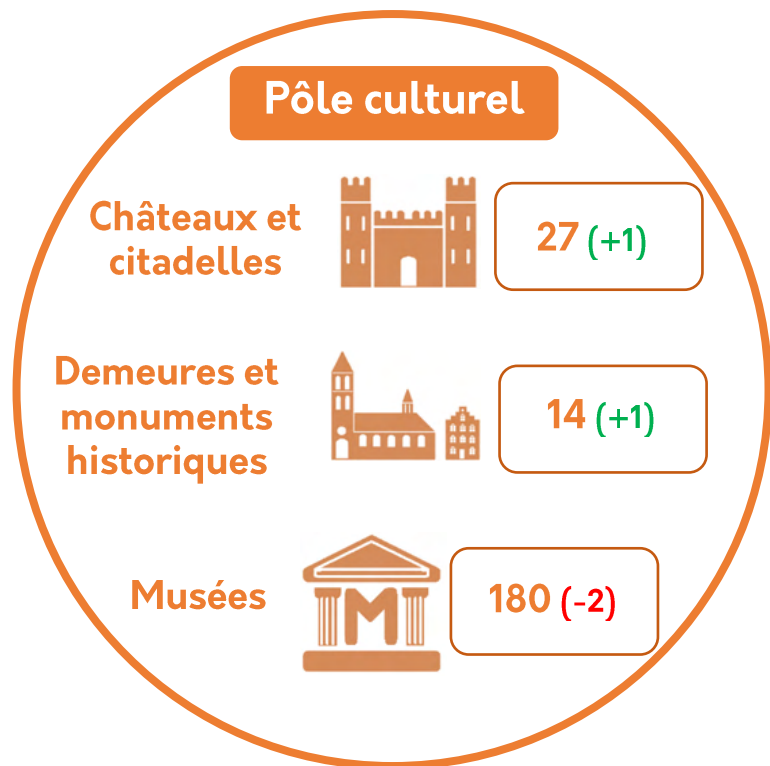 Pôle culturel
Châteaux et
citadelles
27 (+1)
Demeures et
monuments
historiques
14 (+1)
Musées
M
180 (-2)